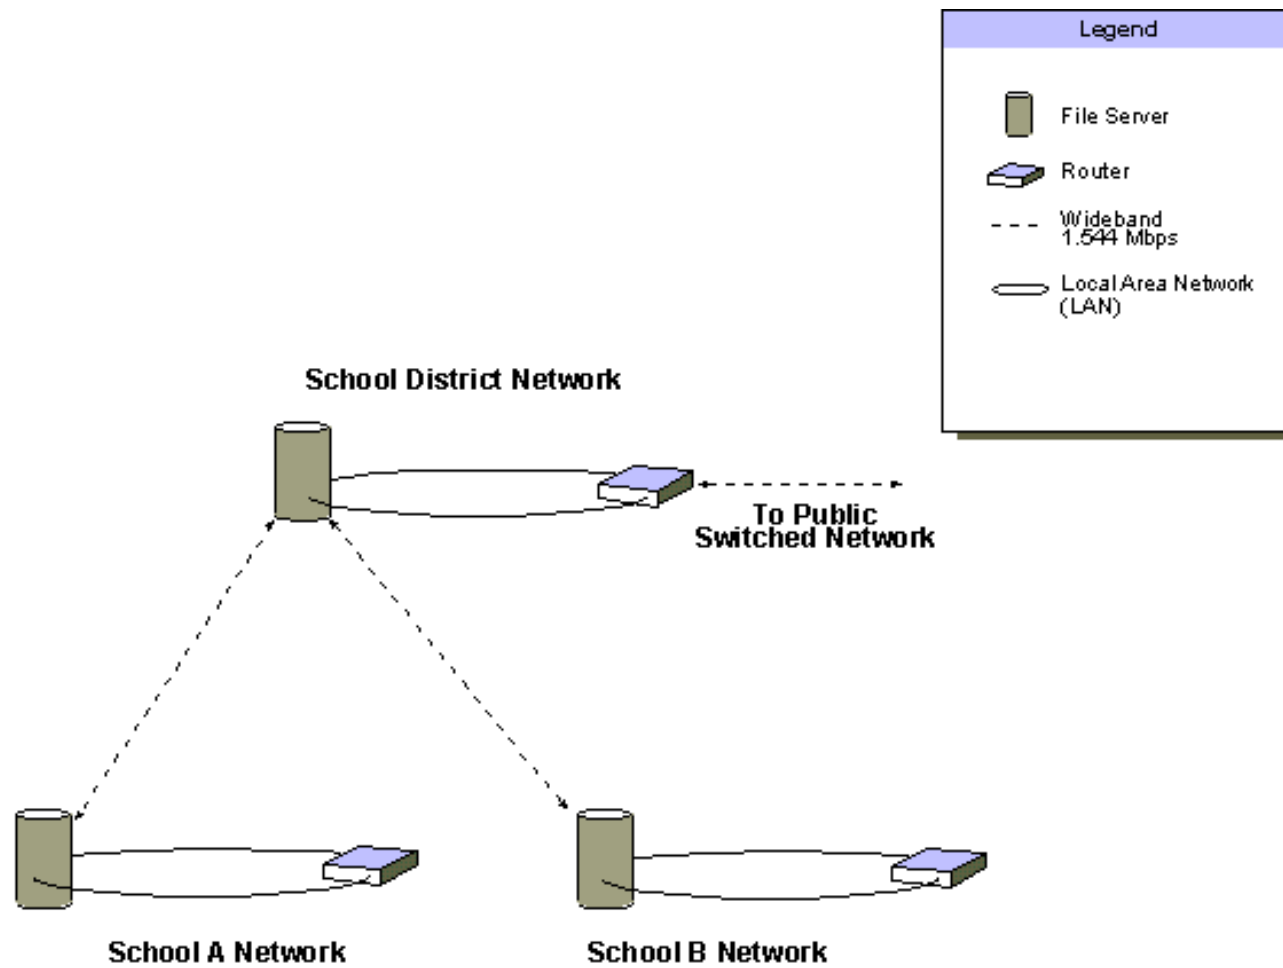 Legend
File Server
Router
Wideband
1.544 Mbps
Local Area Network
(LAN)
School District Network
To Public
Switched Network
School A Network
School B Network